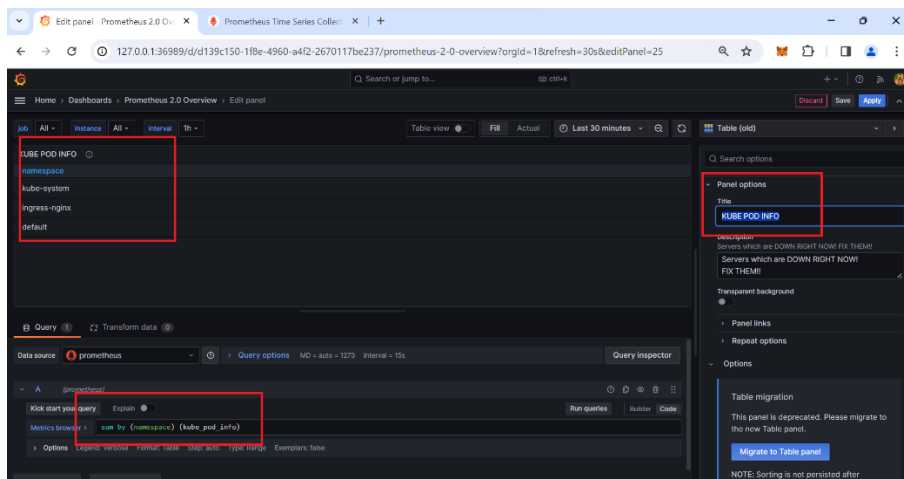 Edit panel - Prometheus 2.0 Ov
Prometheus Time Series Collect
127.0.0.1:36989/d/d139c150-1f8e-4960-a4f2-2670117be237/prometheus-2-0-overview?orgId=1&refresh=30s&editPanel=25
Search or jump to... ctrl+k
Home › Dashboards › Prometheus 2.0 Overview › Edit panel
Discard Save Apply
job All instance All interval 1h
Table view Fill Actual Last 30 minutes
Table (old)
KUBE POD INFO
namespace
kube-system
ingress-nginx
default
Search options
Panel options
Title
KUBE POD INFO
Description
Servers which are DOWN RIGHT NOW! FIX THEM!!
Servers which are DOWN RIGHT NOW!
FIX THEM!!
Transparent background
Panel links
Repeat options
Options
Table migration
This panel is deprecated. Please migrate to
the new Table panel.
Migrate to Table panel
NOTE: Sorting is not persisted after
Query 1 Transform data 0
Data source prometheus Query options MD = auto = 1273 Interval = 15s Query inspector
A (prometheus)
Kick start your query Explain Run queries Builder Code
Metrics browser > sum by (namespace) (kube_pod_info)
Options Legend: Verbose Format: Table Step: auto Type: Range Exemplars: false